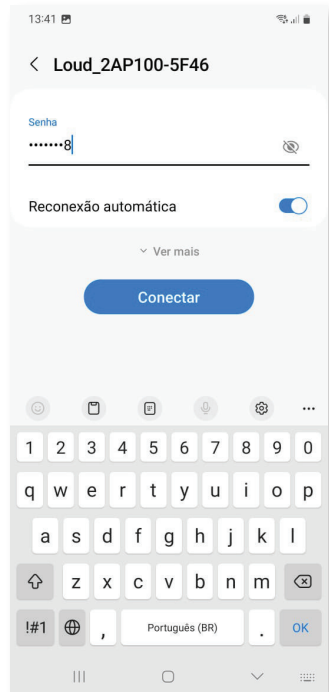 13:41
Loud_2AP100-5F46
Senha
•••••••8
Reconexão automática
Ver mais
Conectar
1 2 3 4 5 6 7 8 9 0
q w e r t y u i o p
a s d f g h j k l
z x c v b n m
!#1 , Português (BR) . OK